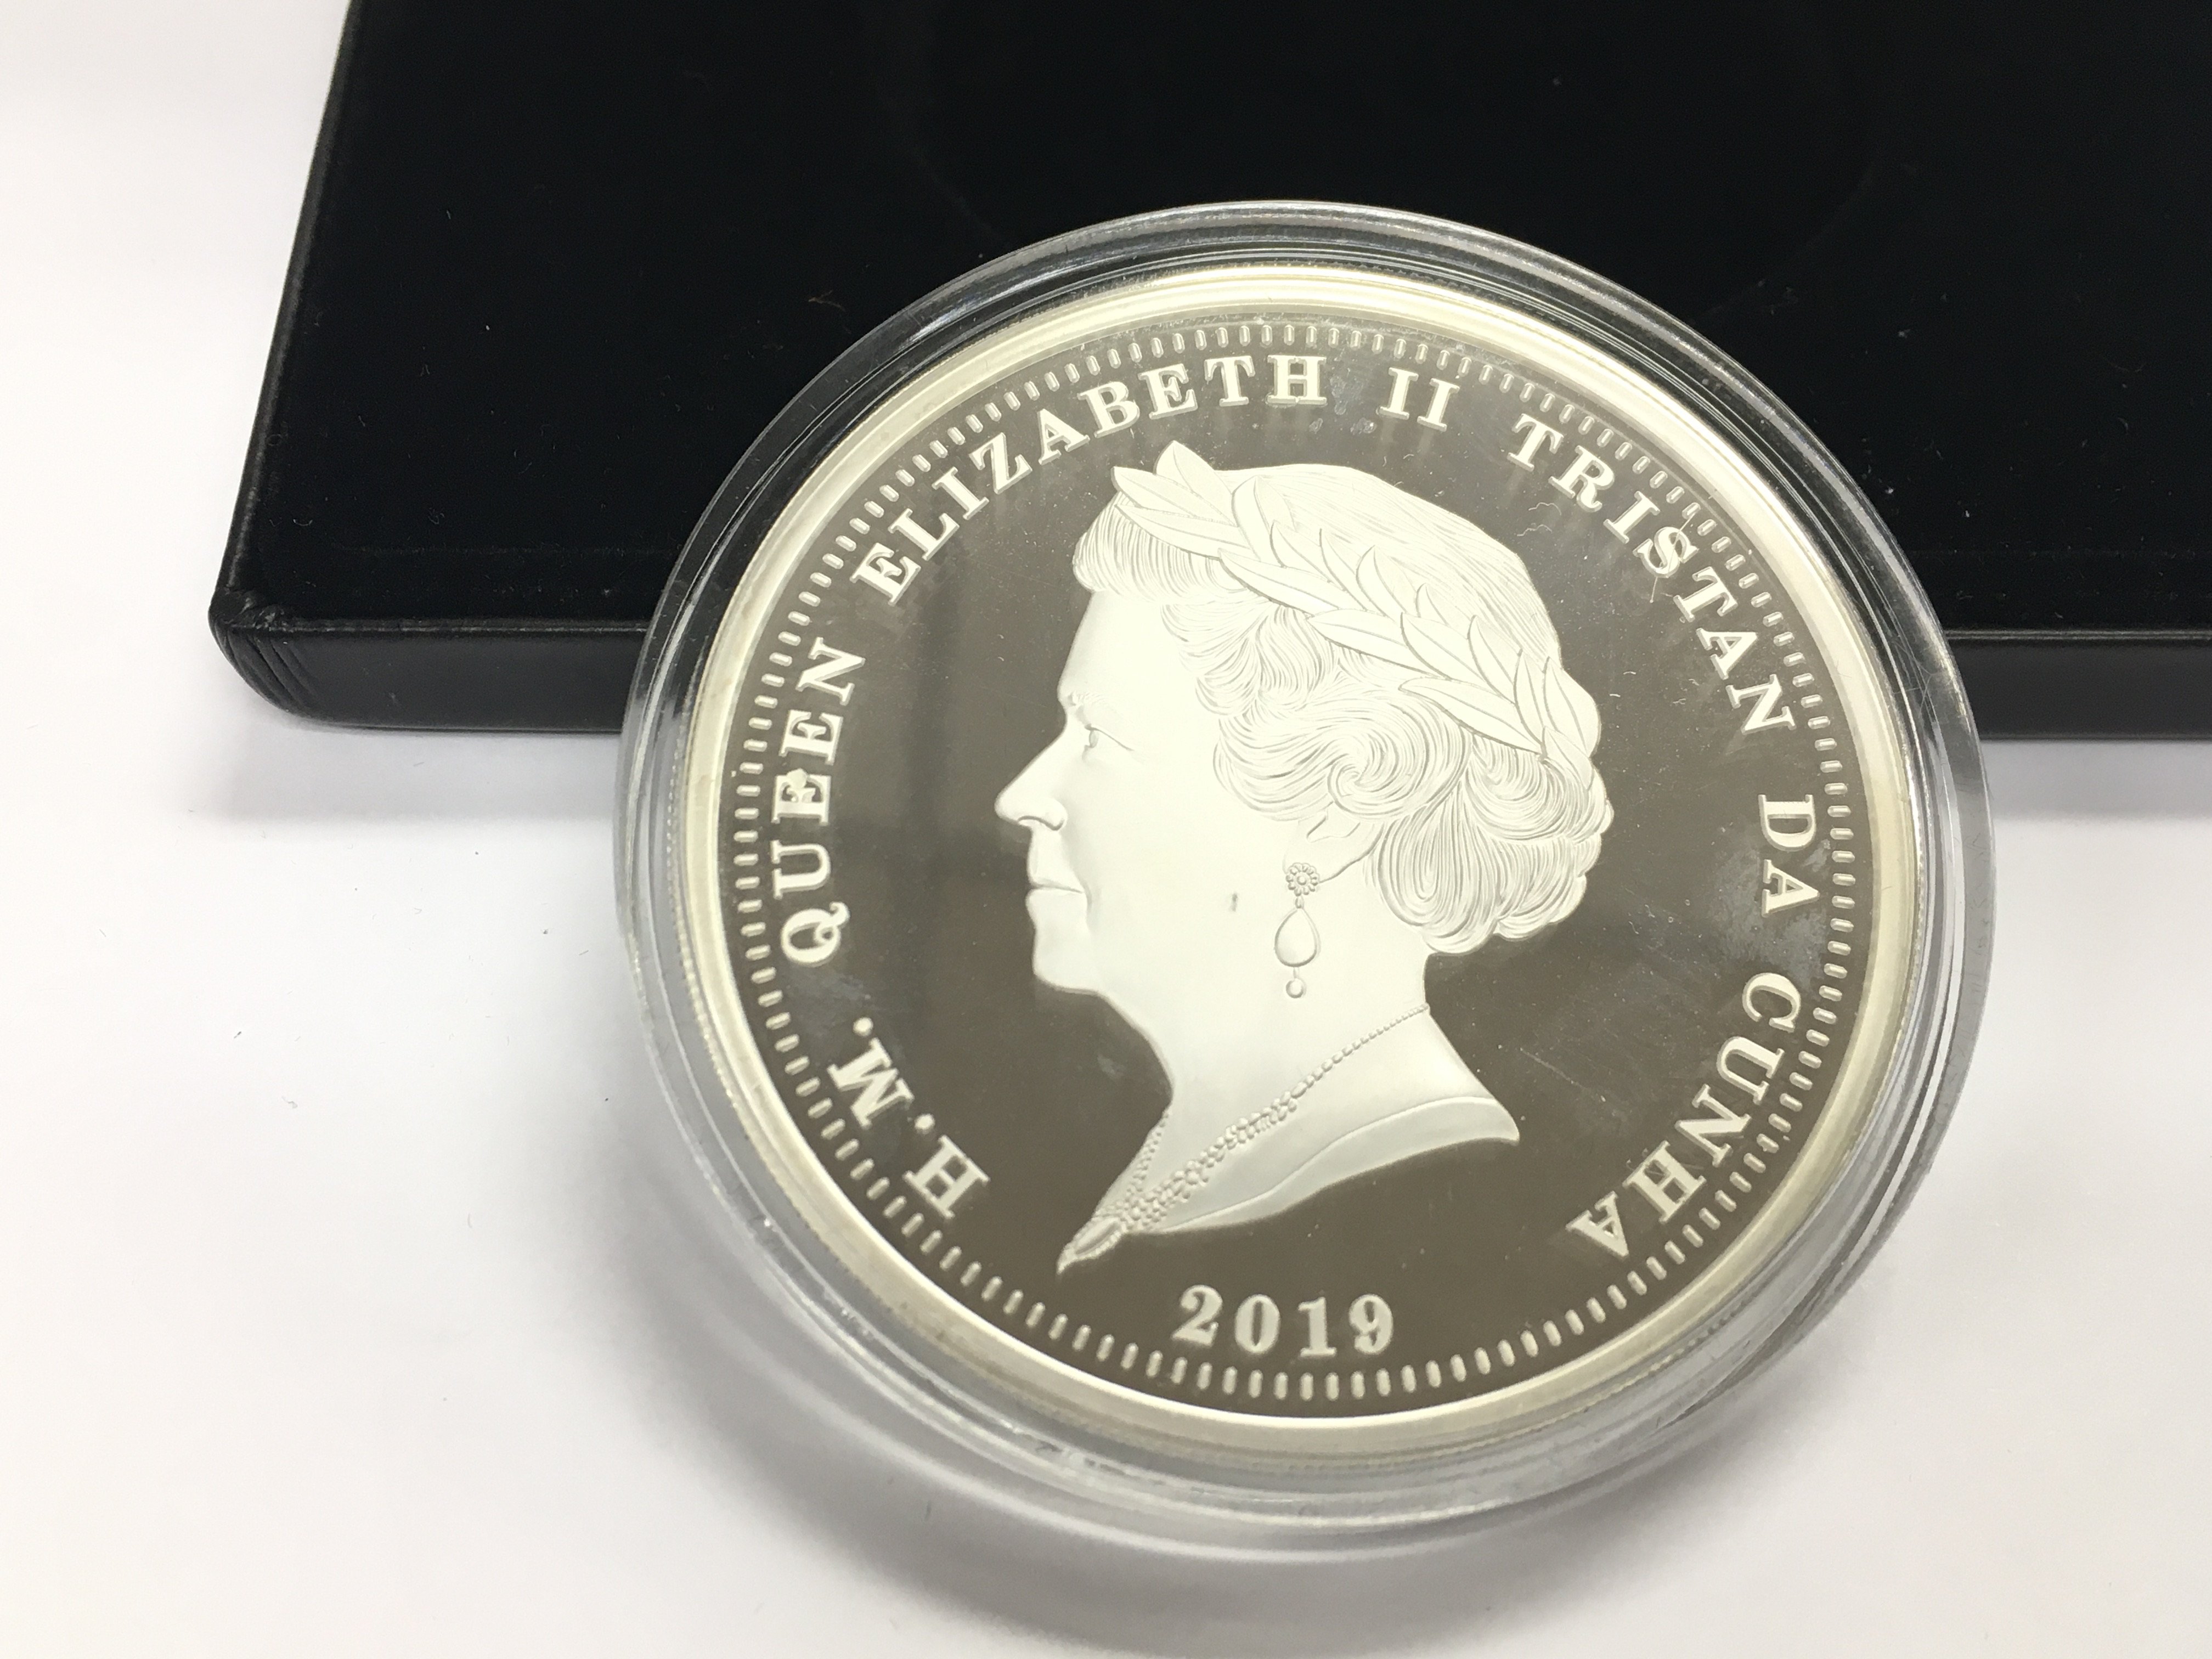 H.M. QUEEN ELIZABETH II TRISTAN DA CUNHA
2019